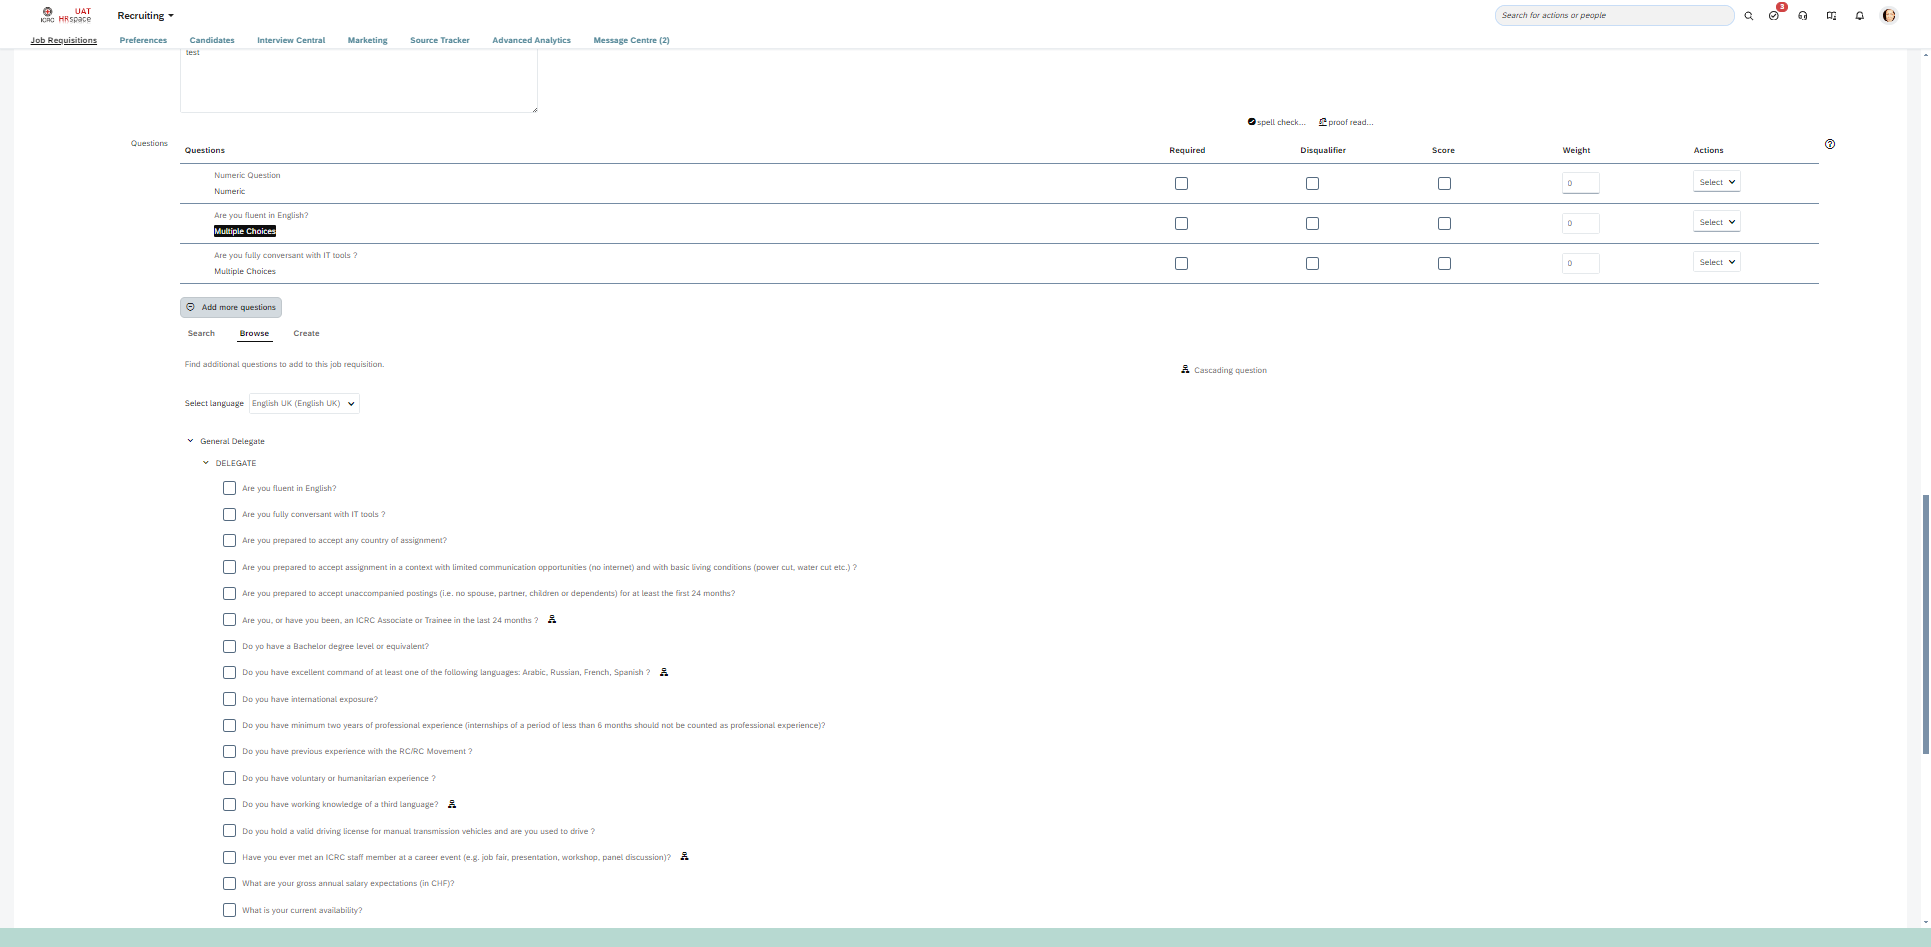 ICRC UAT HRspace Recruiting Search for actions or people 3
Job Requisitions Preferences Candidates Interview Central Marketing Source Tracker Advanced Analytics Message Centre (2)
test
spell check... proof read...
Questions
Questions Required Disqualifier Score Weight Actions
Numeric Question
Numeric 0 Select
Are you fluent in English?
Multiple Choices 0 Select
Are you fully conversant with IT tools ?
Multiple Choices 0 Select
Add more questions
Search Browse Create
Find additional questions to add to this job requisition.
Cascading question
Select language English UK (English UK)
General Delegate
DELEGATE
Are you fluent in English?
Are you fully conversant with IT tools ?
Are you prepared to accept any country of assignment?
Are you prepared to accept assignment in a context with limited communication opportunities (no internet) and with basic living conditions (power cut, water cut etc.) ?
Are you prepared to accept unaccompanied postings (i.e. no spouse, partner, children or dependents) for at least the first 24 months?
Are you, or have you been, an ICRC Associate or Trainee in the last 24 months ?
Do yo have a Bachelor degree level or equivalent?
Do you have excellent command of at least one of the following languages: Arabic, Russian, French, Spanish ?
Do you have international exposure?
Do you have minimum two years of professional experience (internships of a period of less than 6 months should not be counted as professional experience)?
Do you have previous experience with the RC/RC Movement ?
Do you have voluntary or humanitarian experience ?
Do you have working knowledge of a third language?
Do you hold a valid driving license for manual transmission vehicles and are you used to drive ?
Have you ever met an ICRC staff member at a career event (e.g. job fair, presentation, workshop, panel discussion)?
What are your gross annual salary expectations (in CHF)?
What is your current availability?